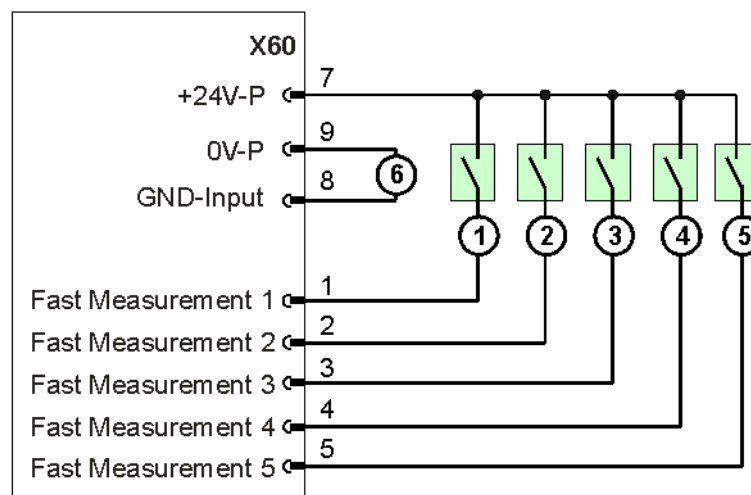 X60
+24V-P 7
0V-P 9
6
GND-Input 8
1 2 3 4 5
Fast Measurement 1 1
Fast Measurement 2 2
Fast Measurement 3 3
Fast Measurement 4 4
Fast Measurement 5 5